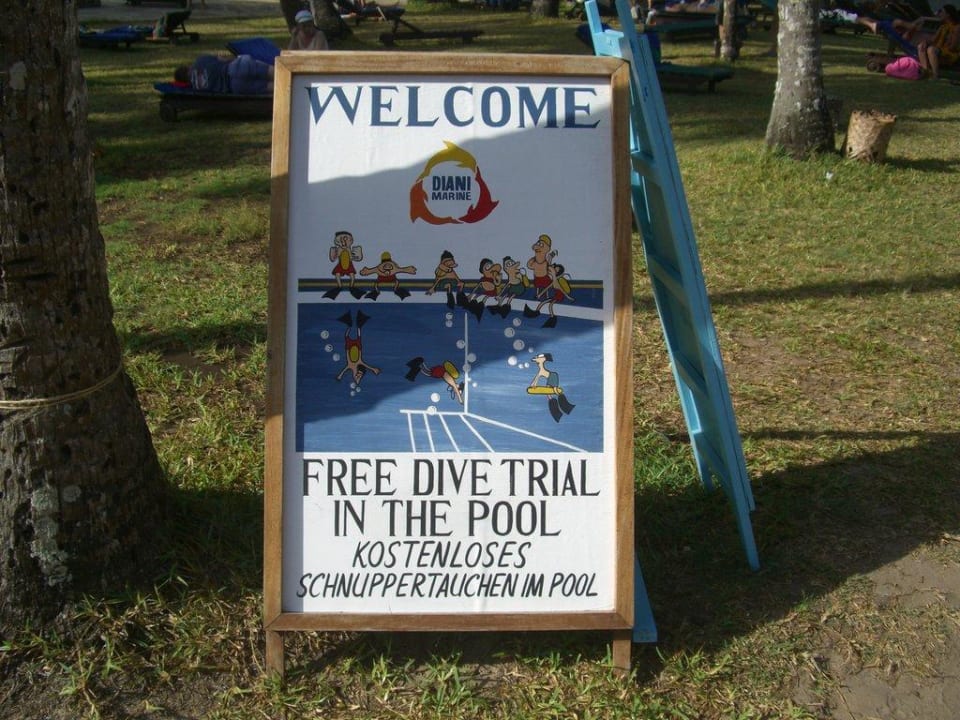 WELCOME
DIANI
MARINE
FREE DIVE TRIAL
IN THE POOL
KOSTENLOSES
SCHNUPPERTAUCHEN IM POOL